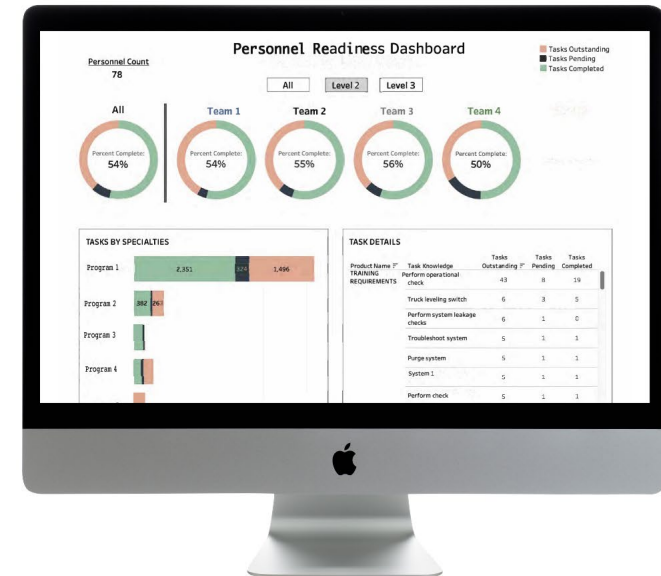 Personnel Readiness Dashboard
Personnel Count
78
Tasks Outstanding
Tasks Pending
Tasks Completed
All Level 2 Level 3
All Team 1 Team 2 Team 3 Team 4
Percent Complete: Percent Complete: Percent Complete: Percent Complete: Percent Complete:
54% 54% 55% 56% 50%
TASKS BY SPECIALTIES
Program 1 2,351 324 1,496
Program 2 382 267
Program 3
Program 4
TASK DETAILS
Product Name Task Knowledge Tasks Outstanding Tasks Pending Tasks Completed
TRAINING REQUIREMENTS Perform operational check 43 8 19
Truck leveling switch 6 3 5
Perform system leakage checks 6 1 0
Troubleshoot system 5 1 1
Purge system 5 1 1
System 1 5 1 1
Perform check 5 1 1